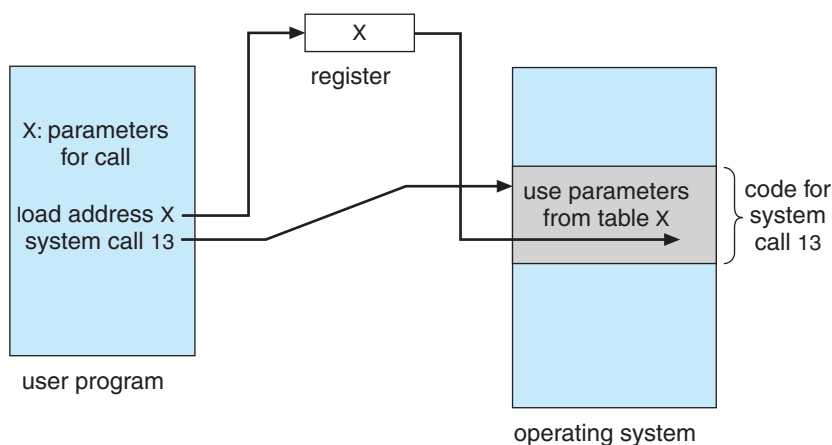 X
register
X: parameters
for call
load address X
system call 13
user program
use parameters
from table X
code for
system
call 13
operating system